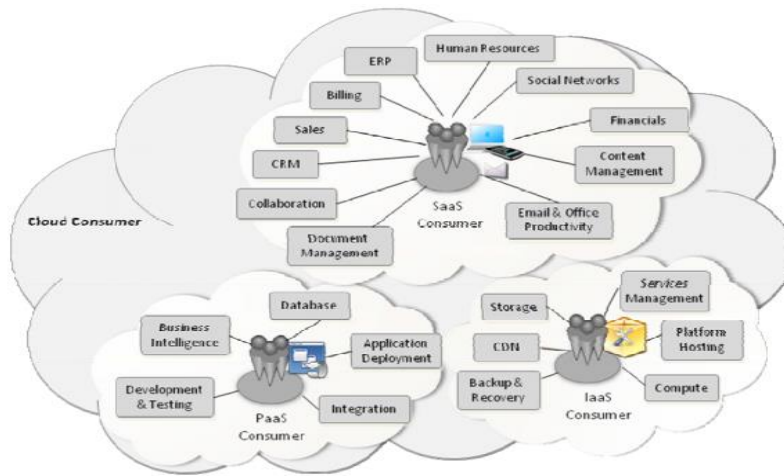 Human Resources
ERP
Social Networks
Billing
Financials
Sales
Content
Management
CRM
Collaboration
SaaS
Consumer
Email & Office
Productivity
Document
Management
Cloud Consumer
Database
Business
Intelligence
Application
Deployment
Development
& Testing
Integration
PaaS
Consumer
Services
Management
Storage
Platform
Hosting
CDN
Backup &
Recovery
Compute
IaaS
Consumer